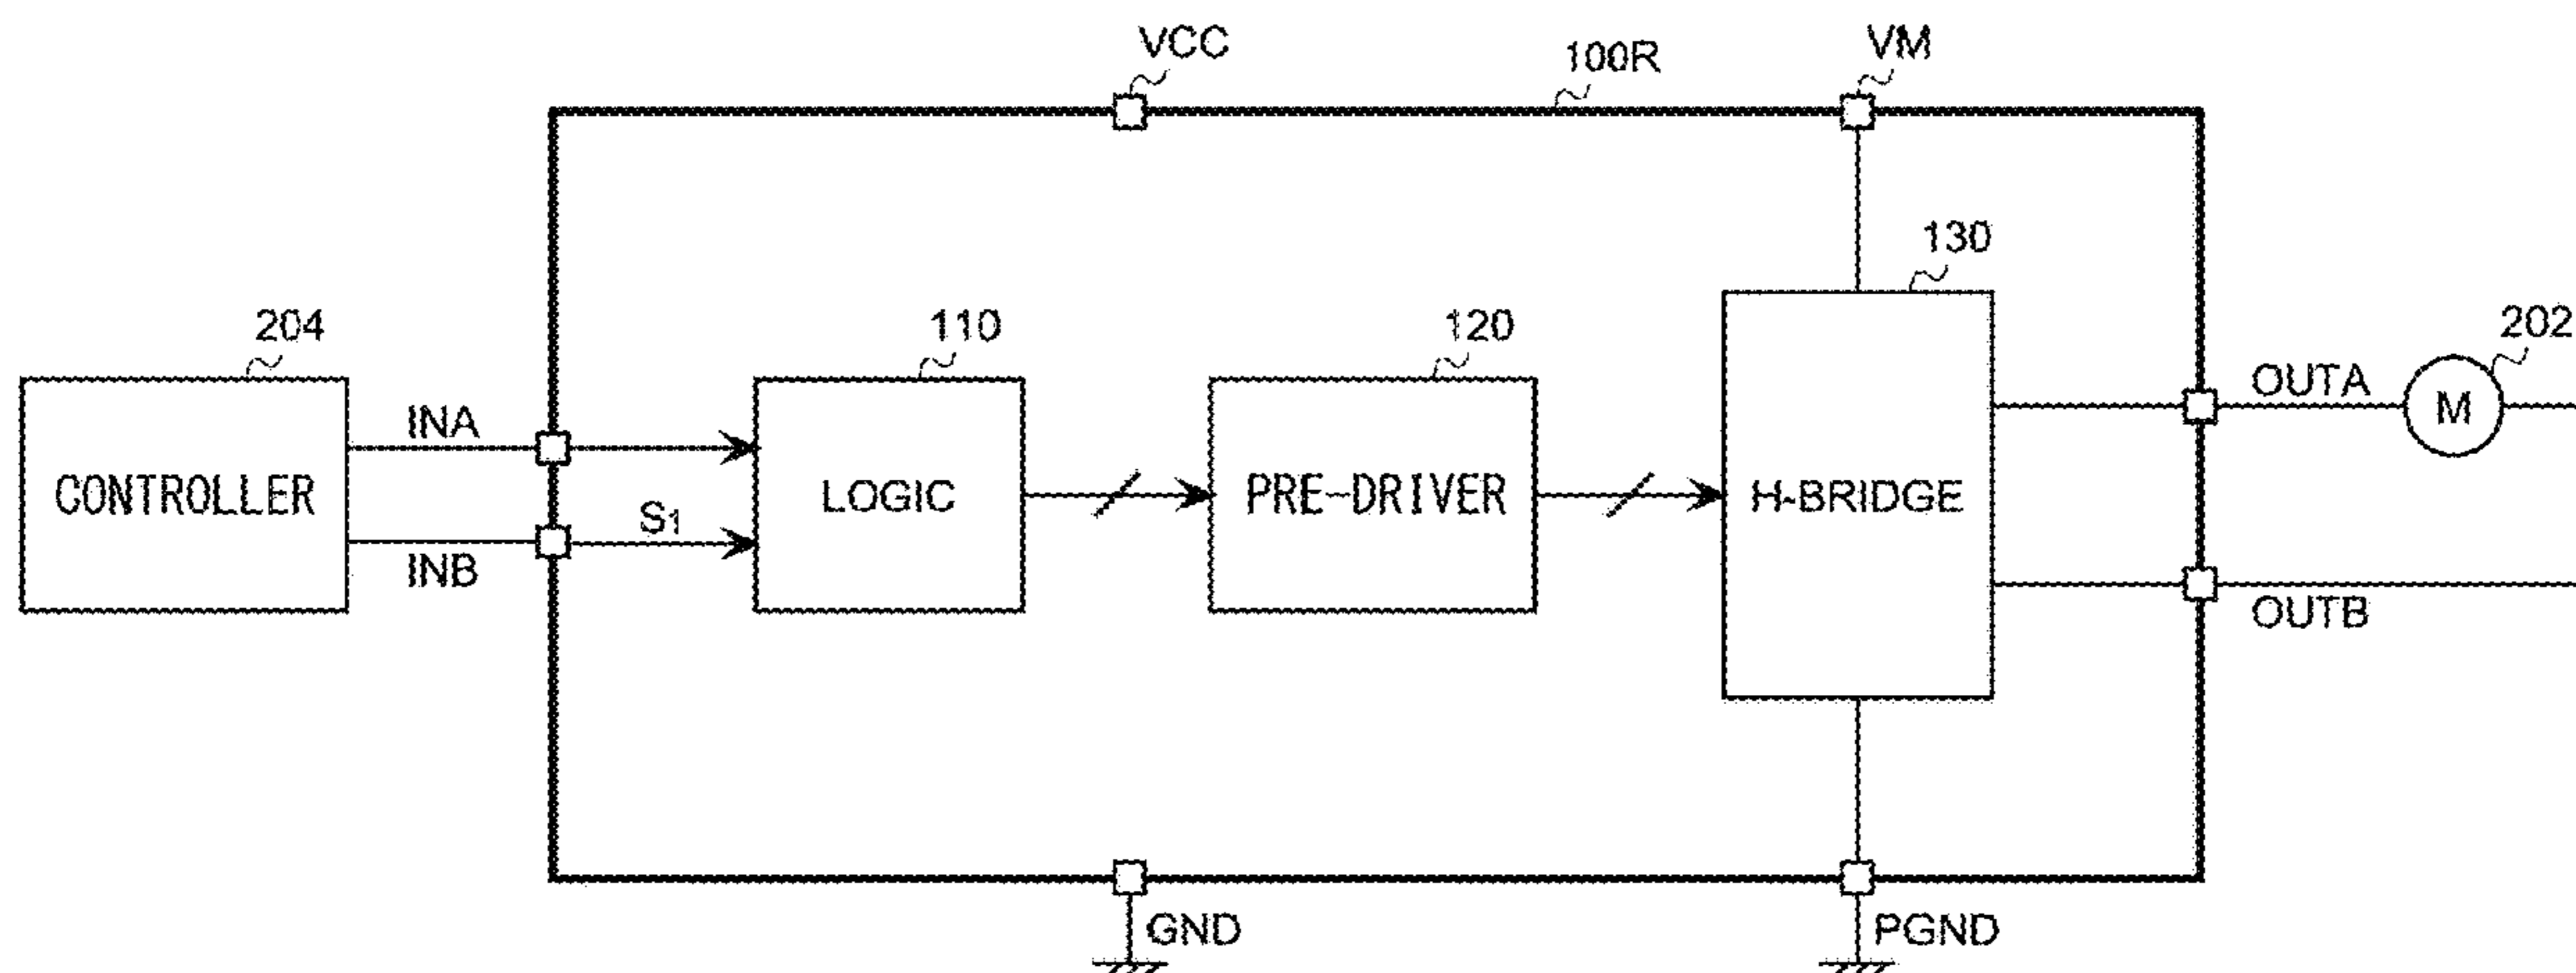 VCC
100R
VM
130
204
110
120
202
INA
OUTA
M
CONTROLLER
S1
LOGIC
PRE-DRIVER
H-BRIDGE
INB
OUTB
GND
PGND